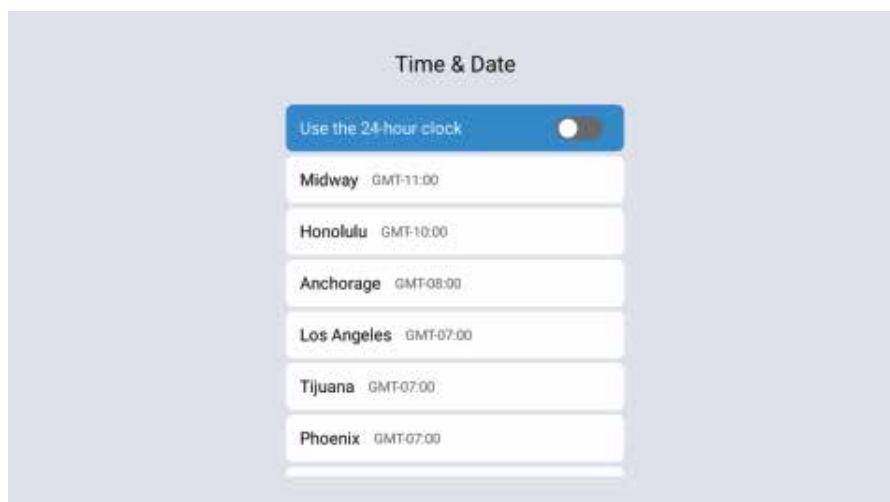 Time & Date
Use the 24-hour clock
Midway GMT-11:00
Honolulu GMT-10:00
Anchorage GMT-08:00
Los Angeles GMT-07:00
Tijuana GMT-07:00
Phoenix GMT-07:00